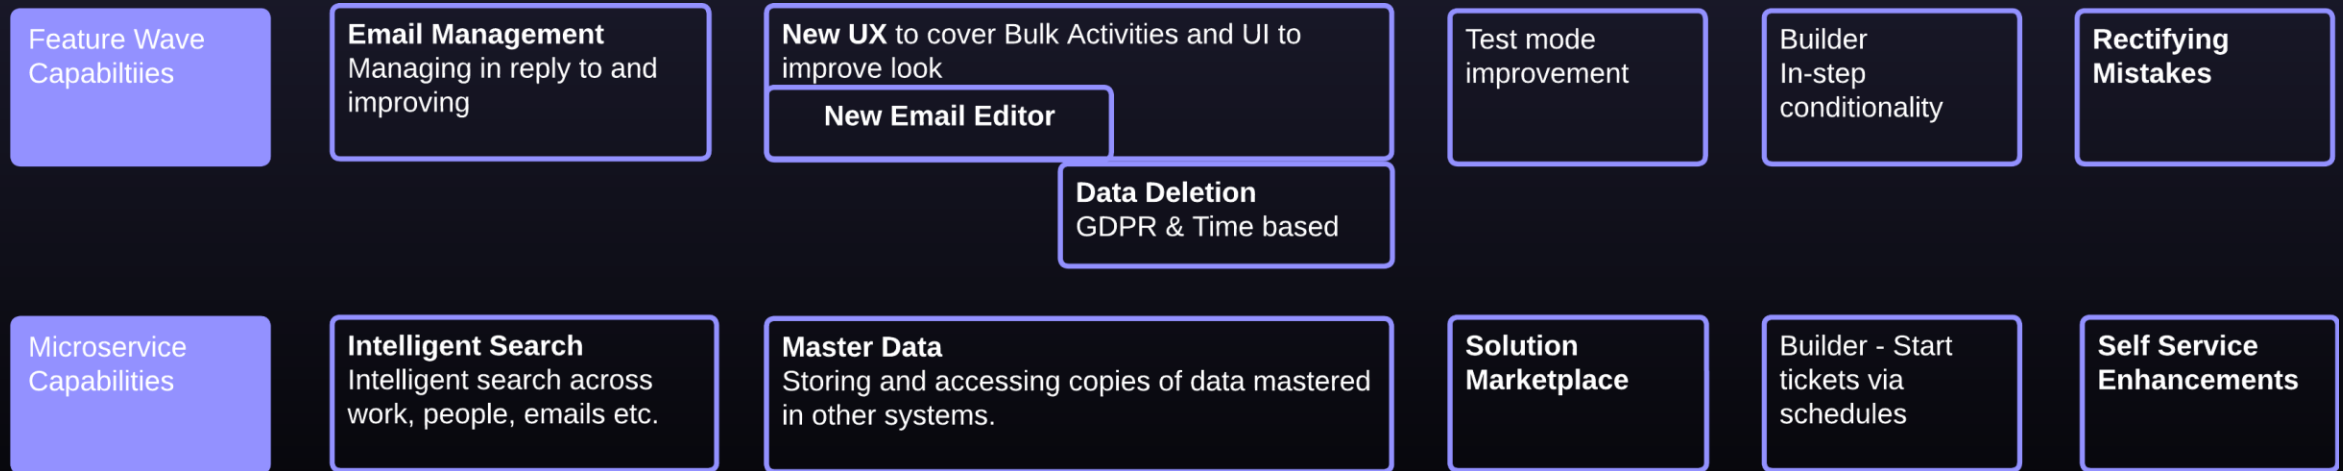 Feature Wave
Capabiltiies
Email Management
Managing in reply to and
improving
New UX to cover Bulk Activities and UI to
improve look
New Email Editor
Data Deletion
GDPR & Time based
Test mode
improvement
Builder
In-step
conditionality
Rectifying
Mistakes
Microservice
Capabilities
Intelligent Search
Intelligent search across
work, people, emails etc.
Master Data
Storing and accessing copies of data mastered
in other systems.
Solution
Marketplace
Builder - Start
tickets via
schedules
Self Service
Enhancements